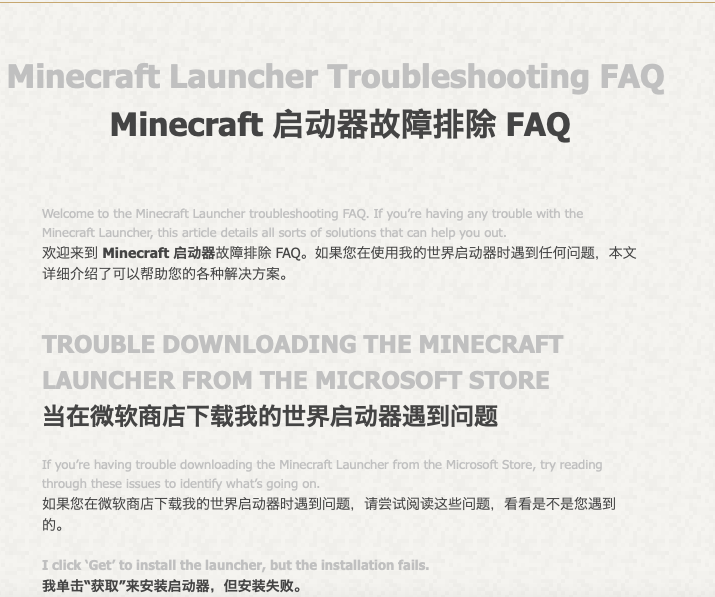 Minecraft Launcher Troubleshooting FAQ
Minecraft 启动器故障排除 FAQ
Welcome to the Minecraft Launcher troubleshooting FAQ. If you’re having any trouble with the
Minecraft Launcher, this article details all sorts of solutions that can help you out.
欢迎来到 Minecraft 启动器故障排除 FAQ。如果您在使用我的世界启动器时遇到任何问题，本文
详细介绍了可以帮助您的各种解决方案。
TROUBLE DOWNLOADING THE MINECRAFT
LAUNCHER FROM THE MICROSOFT STORE
当在微软商店下载我的世界启动器遇到问题
If you’re having trouble downloading the Minecraft Launcher from the Microsoft Store, try reading
through these issues to identify what’s going on.
如果您在微软商店下载我的世界启动器时遇到问题，请尝试阅读这些问题，看看是不是您遇到
的。
I click ‘Get’ to install the launcher, but the installation fails.
我单击“获取”来安装启动器，但安装失败。